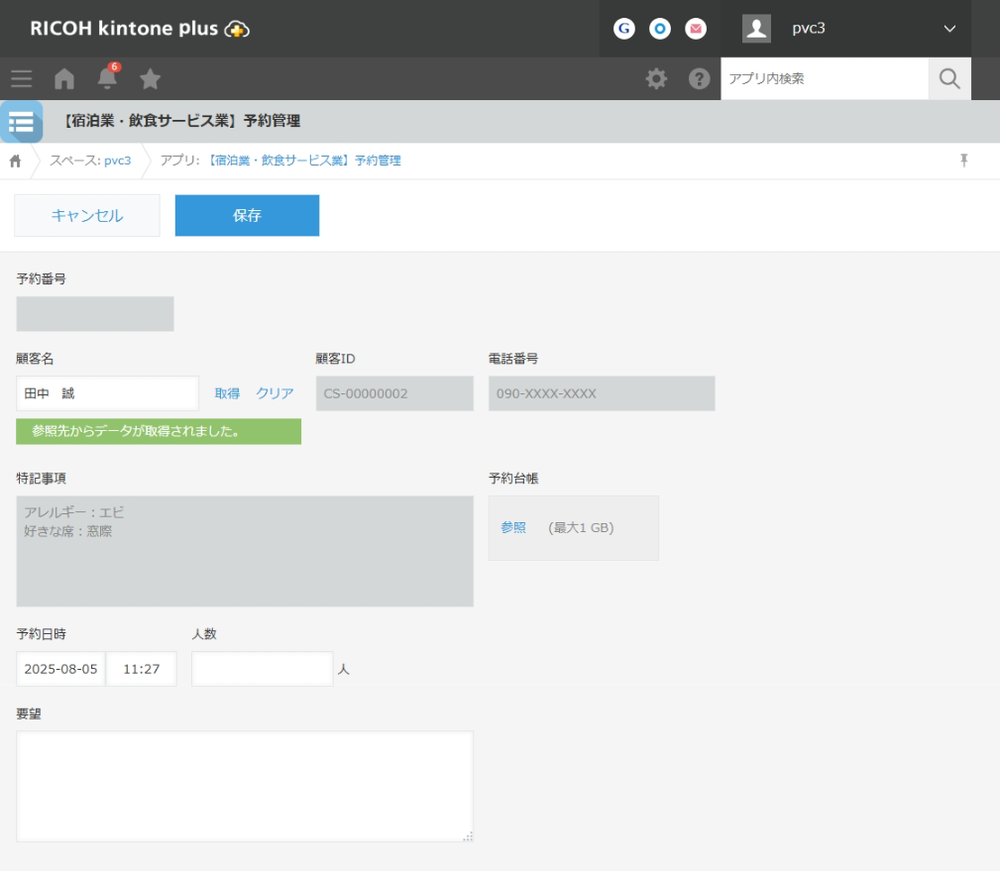 RICOH kintone plus
G
pvc3
6
?
アプリ内検索
【宿泊業・飲食サービス業】予約管理
スペース: pvc3 アプリ: 【宿泊業・飲食サービス業】予約管理
キャンセル 保存
予約番号
顧客名 顧客ID 電話番号
田中　誠 取得 クリア CS-00000002 090-XXXX-XXXX
参照先からデータが取得されました。
特記事項 予約台帳
アレルギー：エビ
好きな席：窓際
参照 (最大1 GB)
予約日時 人数
2025-08-05 11:27 人
要望